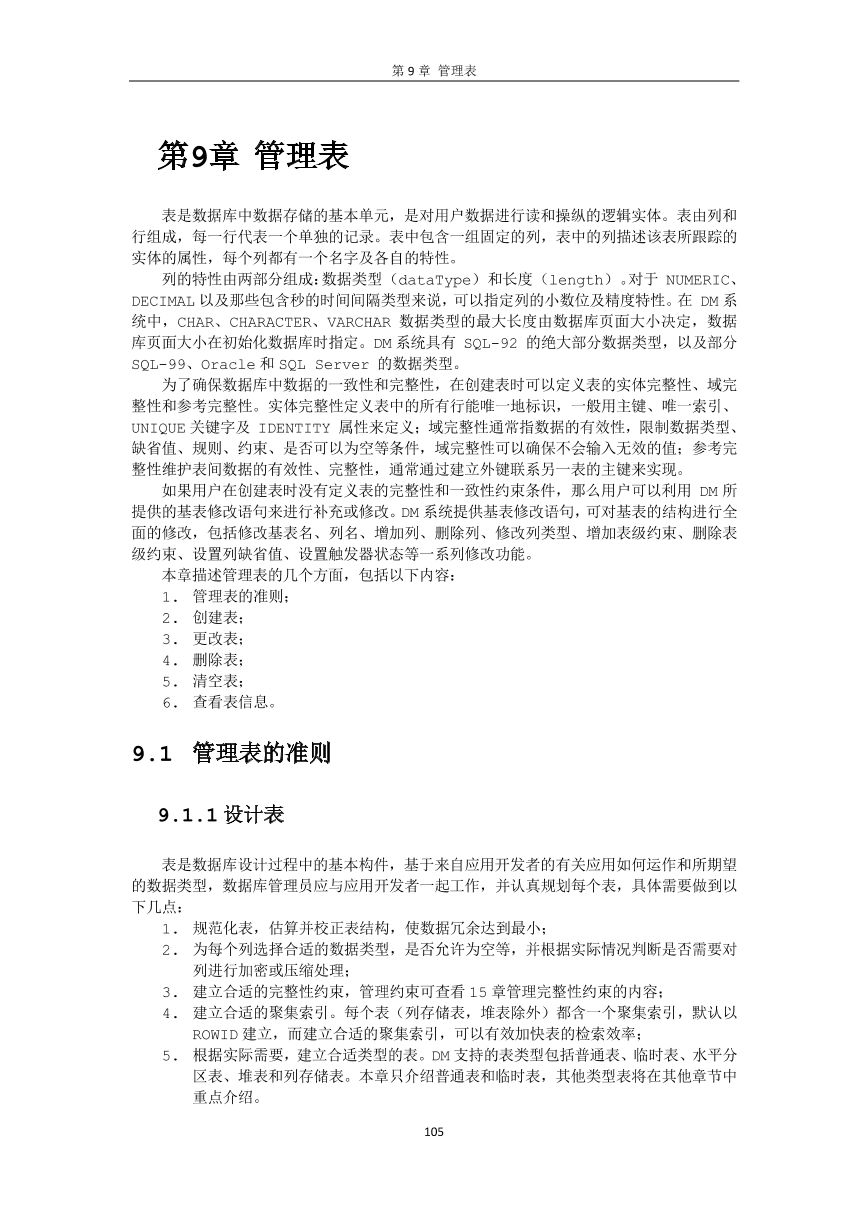 第 9 章 管理表
第9章 管理表
表是数据库中数据存储的基本单元，是对用户数据进行读和操纵的逻辑实体。表由列和
行组成，每一行代表一个单独的记录。表中包含一组固定的列，表中的列描述该表所跟踪的
实体的属性，每个列都有一个名字及各自的特性。
列的特性由两部分组成：数据类型（dataType）和长度（length）。对于 NUMERIC、
DECIMAL 以及那些包含秒的时间间隔类型来说，可以指定列的小数位及精度特性。在 DM 系
统中，CHAR、CHARACTER、VARCHAR 数据类型的最大长度由数据库页面大小决定，数据
库页面大小在初始化数据库时指定。DM 系统具有 SQL-92 的绝大部分数据类型，以及部分
SQL-99、Oracle 和 SQL Server 的数据类型。
为了确保数据库中数据的一致性和完整性，在创建表时可以定义表的实体完整性、域完
整性和参考完整性。实体完整性定义表中的所有行能唯一地标识，一般用主键、唯一索引、
UNIQUE 关键字及 IDENTITY 属性来定义；域完整性通常指数据的有效性，限制数据类型、
缺省值、规则、约束、是否可以为空等条件，域完整性可以确保不会输入无效的值；参考完
整性维护表间数据的有效性、完整性，通常通过建立外键联系另一表的主键来实现。
如果用户在创建表时没有定义表的完整性和一致性约束条件，那么用户可以利用 DM 所
提供的基表修改语句来进行补充或修改。DM 系统提供基表修改语句，可对基表的结构进行全
面的修改，包括修改基表名、列名、增加列、删除列、修改列类型、增加表级约束、删除表
级约束、设置列缺省值、设置触发器状态等一系列修改功能。
本章描述管理表的几个方面，包括以下内容：
1. 管理表的准则；
2. 创建表；
3. 更改表；
4. 删除表；
5. 清空表；
6. 查看表信息。
9.1 管理表的准则
9.1.1 设计表
表是数据库设计过程中的基本构件，基于来自应用开发者的有关应用如何运作和所期望
的数据类型，数据库管理员应与应用开发者一起工作，并认真规划每个表，具体需要做到以
下几点：
1. 规范化表，估算并校正表结构，使数据冗余达到最小；
2. 为每个列选择合适的数据类型，是否允许为空等，并根据实际情况判断是否需要对
列进行加密或压缩处理；
3. 建立合适的完整性约束，管理约束可查看 15 章管理完整性约束的内容；
4. 建立合适的聚集索引。每个表（列存储表，堆表除外）都含一个聚集索引，默认以
ROWID 建立，而建立合适的聚集索引，可以有效加快表的检索效率；
5. 根据实际需要，建立合适类型的表。DM 支持的表类型包括普通表、临时表、水平分
区表、堆表和列存储表。本章只介绍普通表和临时表，其他类型表将在其他章节中
重点介绍。
105